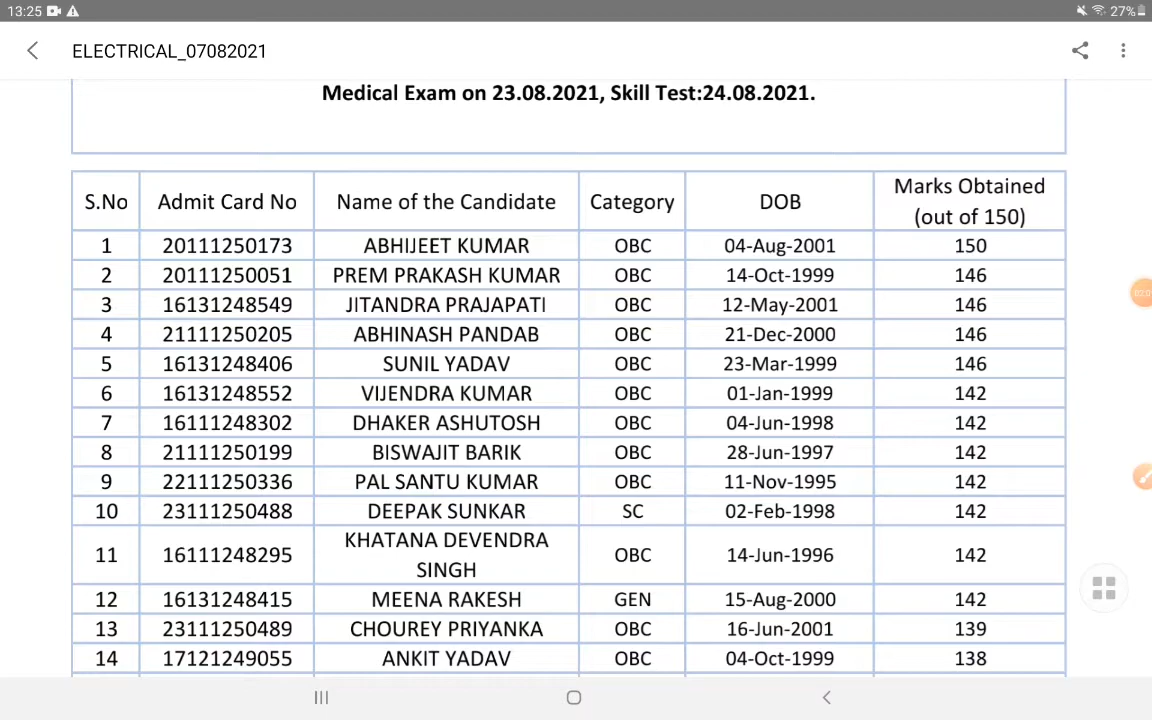 13:25
27%
ELECTRICAL_07082021
Medical Exam on 23.08.2021, Skill Test:24.08.2021.
S.No Admit Card No Name of the Candidate Category DOB Marks Obtained (out of 150)
1 20111250173 ABHIJEET KUMAR OBC 04-Aug-2001 150
2 20111250051 PREM PRAKASH KUMAR OBC 14-Oct-1999 146
3 16131248549 JITANDRA PRAJAPATI OBC 12-May-2001 146
4 21111250205 ABHINASH PANDAB OBC 21-Dec-2000 146
5 16131248406 SUNIL YADAV OBC 23-Mar-1999 146
6 16131248552 VIJENDRA KUMAR OBC 01-Jan-1999 142
7 16111248302 DHAKER ASHUTOSH OBC 04-Jun-1998 142
8 21111250199 BISWAJIT BARIK OBC 28-Jun-1997 142
9 22111250336 PAL SANTU KUMAR OBC 11-Nov-1995 142
10 23111250488 DEEPAK SUNKAR SC 02-Feb-1998 142
11 16111248295 KHATANA DEVENDRA SINGH OBC 14-Jun-1996 142
12 16131248415 MEENA RAKESH GEN 15-Aug-2000 142
13 23111250489 CHOUREY PRIYANKA OBC 16-Jun-2001 139
14 17121249055 ANKIT YADAV OBC 04-Oct-1999 138